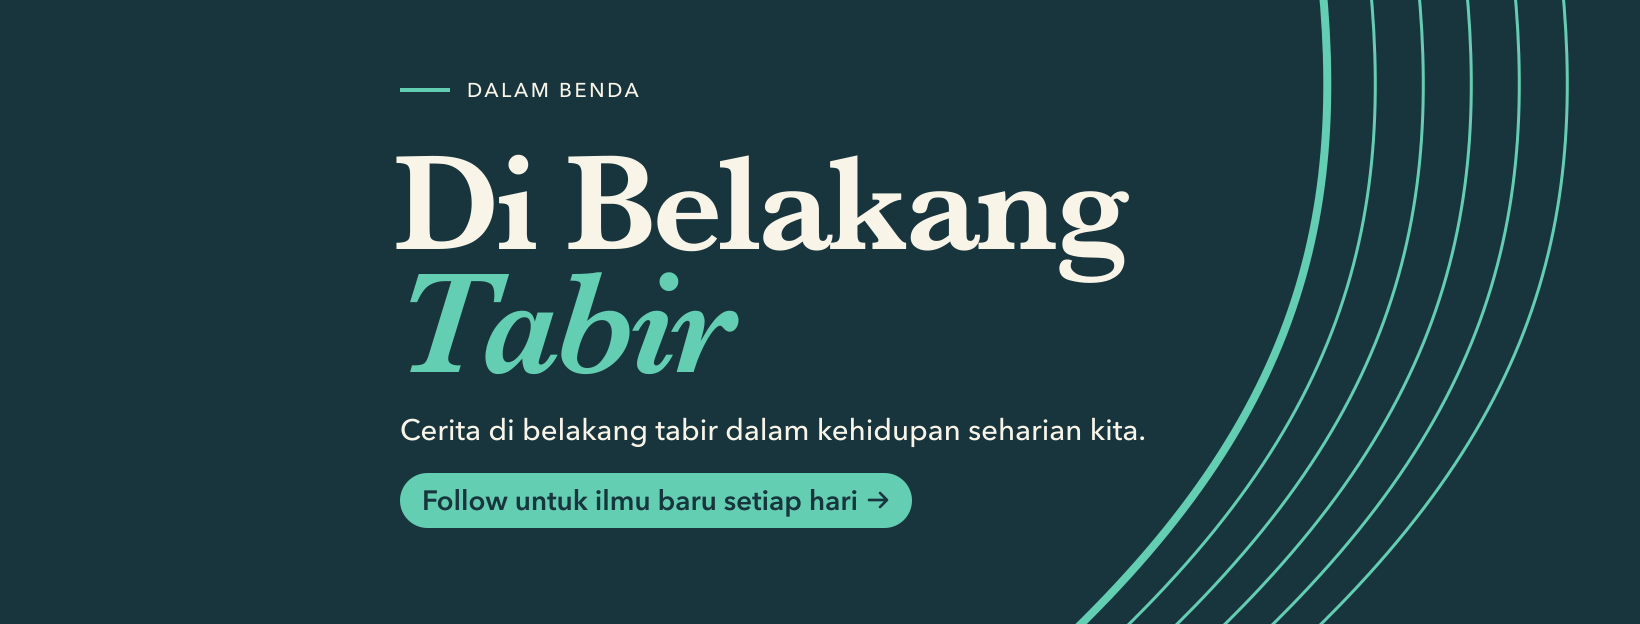 DALAM BENDA
Di Belakang
Tabir
Cerita di belakang tabir dalam kehidupan seharian kita.
Follow untuk ilmu baru setiap hari →